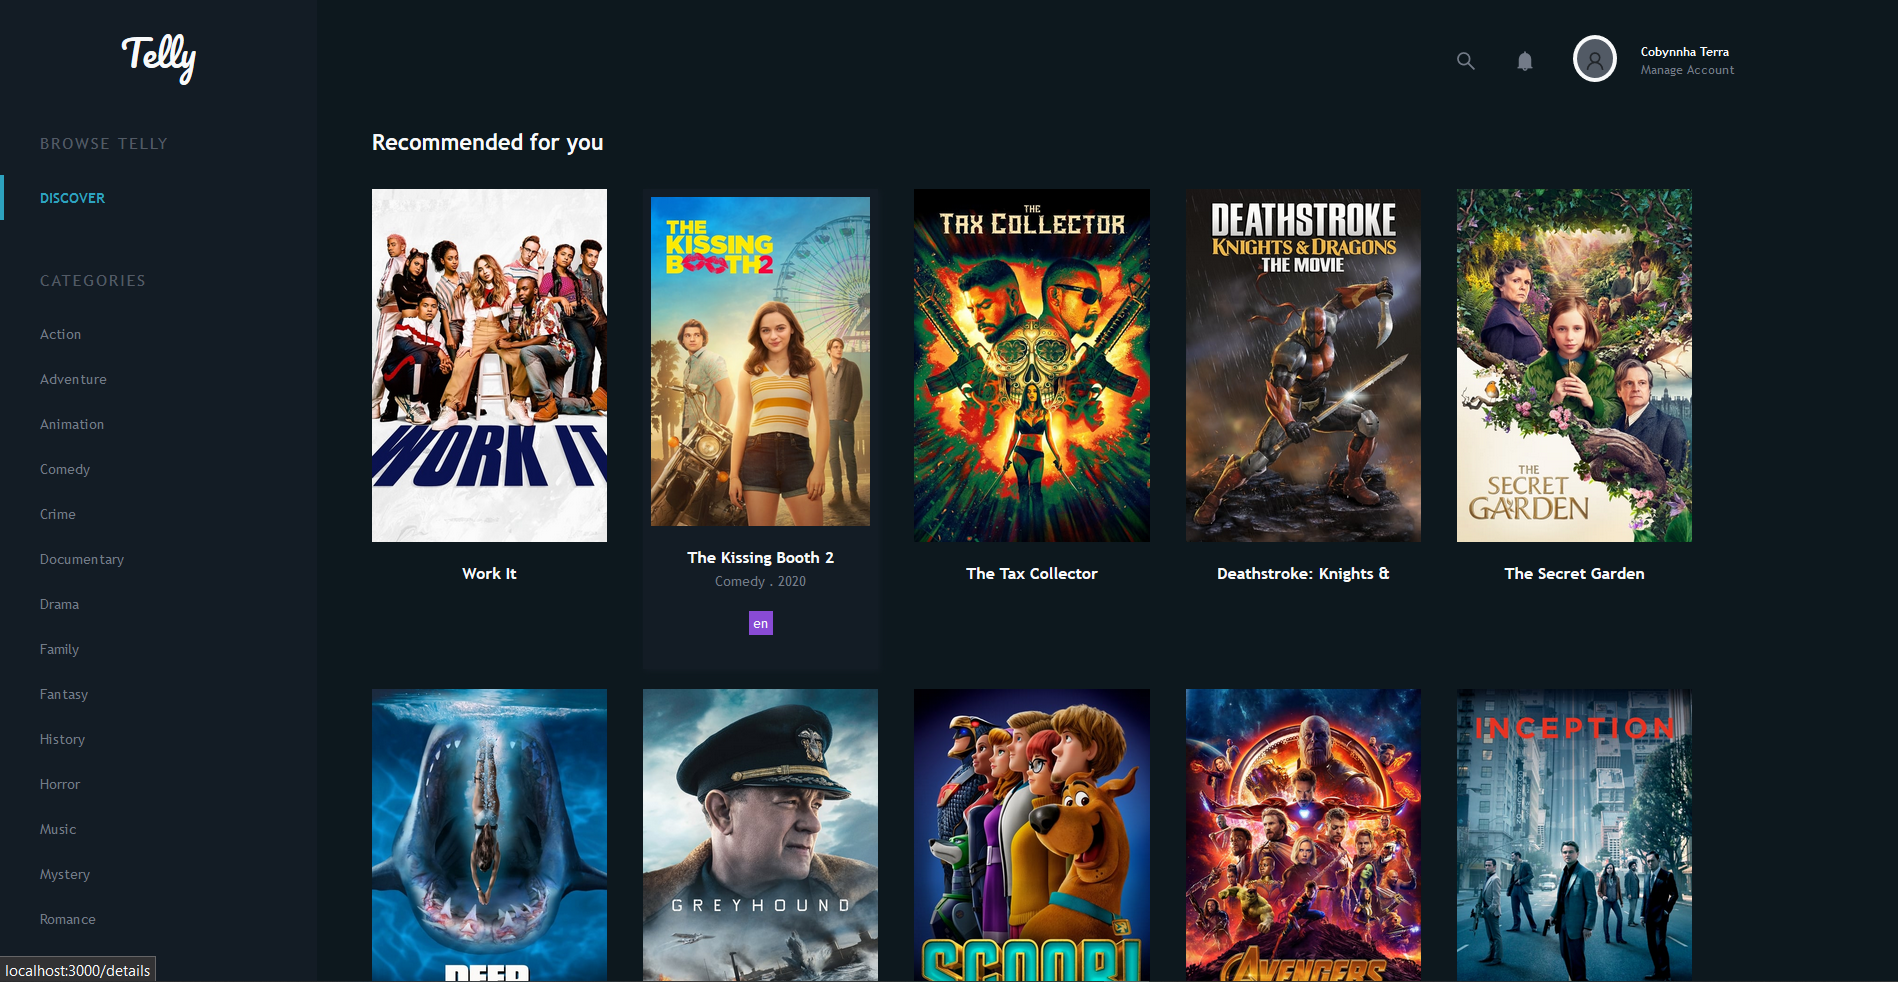 Telly
BROWSE TELLY
DISCOVER
CATEGORIES
Action
Adventure
Animation
Comedy
Crime
Documentary
Drama
Family
Fantasy
History
Horror
Music
Mystery
Romance
localhost:3000/details
Cobynnha Terra
Manage Account
Recommended for you
WORK IT
Work It
THE
KISSING
BOOTH2
The Kissing Booth 2
Comedy . 2020
en
THE
TAX COLLECTOR
The Tax Collector
DEATHSTROKE
KNIGHTS & DRAGONS
THE MOVIE
Deathstroke: Knights &
THE
SECRET
GARDEN
The Secret Garden
DEEP
GREYHOUND
SCOOB!
AVENGERS
INCEPTION